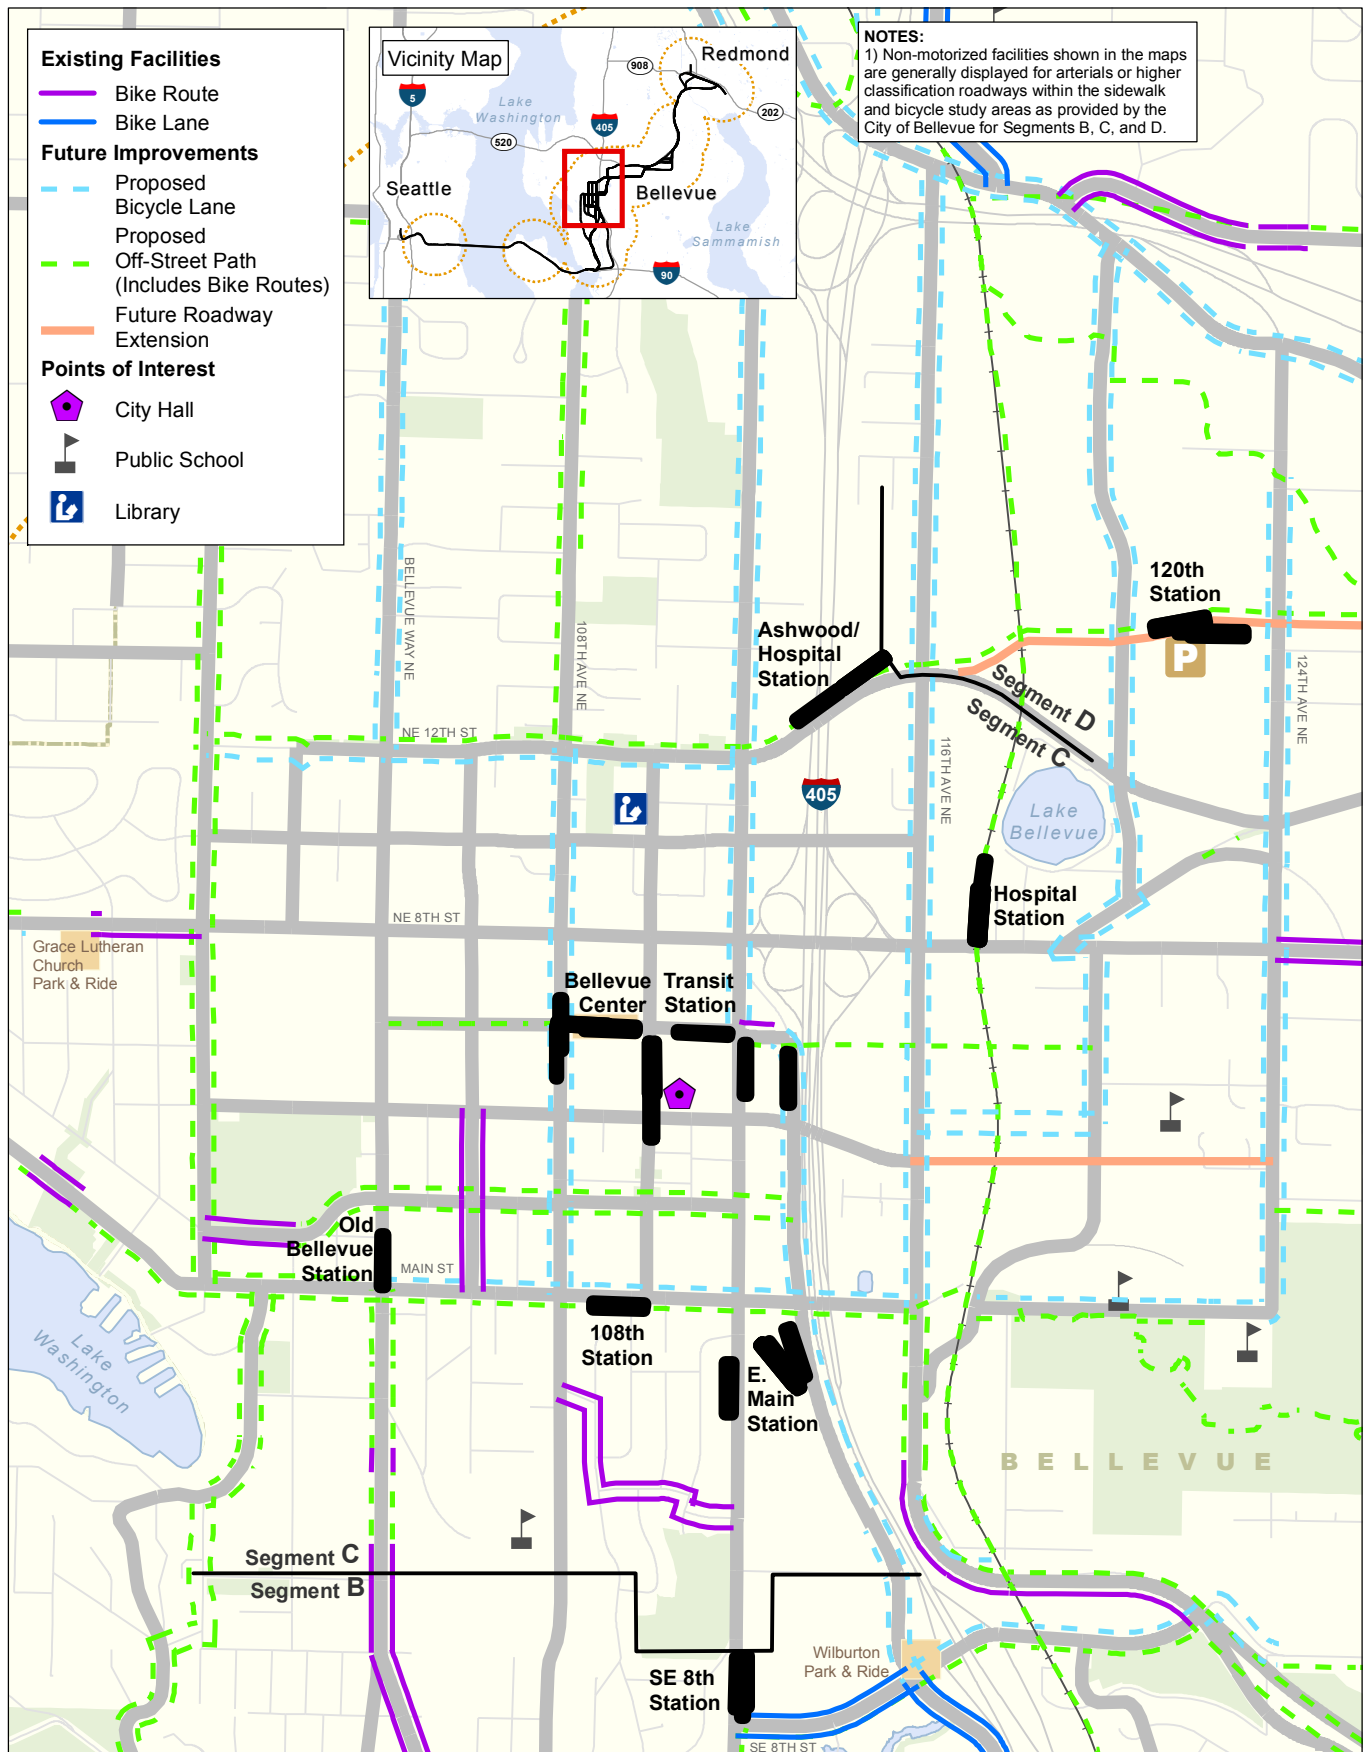 Existing Facilities
Bike Route
Bike Lane
Future Improvements
Proposed
Bicycle Lane
Proposed
Off-Street Path
(Includes Bike Routes)
Future Roadway
Extension
Points of Interest
City Hall
Public School
Library
Vicinity Map
Redmond
908
5
Lake
Washington
405
202
520
Seattle
Bellevue
Lake
Sammamish
90
NOTES:
1) Non-motorized facilities shown in the maps
are generally displayed for arterials or higher
classification roadways within the sidewalk
and bicycle study areas as provided by the
City of Bellevue for Segments B, C, and D.
BELLEVUE WAY NE
108TH AVE NE
120th
Station
Ashwood/
Hospital
Station
P
124TH AVE NE
Segment D
Segment C
NE 12TH ST
116TH AVE NE
405
Lake
Bellevue
Hospital
Station
NE 8TH ST
Grace Lutheran
Church
Park & Ride
Bellevue Transit
Center Station
Old
Bellevue
Station
MAIN ST
108th
Station
Lake
Washington
E.
Main
Station
BELLEVUE
Segment C
Segment B
Wilburton
Park & Ride
SE 8th
Station
SE 8TH ST